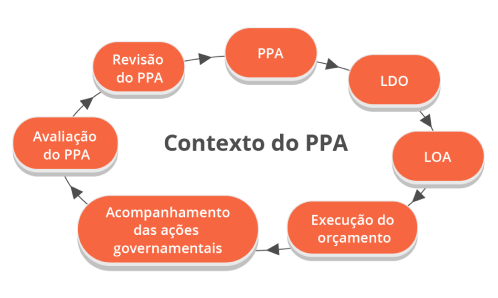 Revisão
do PPA
PPA
LDO
Avaliação
do PPA
Contexto do PPA
LOA
Acompanhamento
das ações
governamentais
Execução do
orçamento